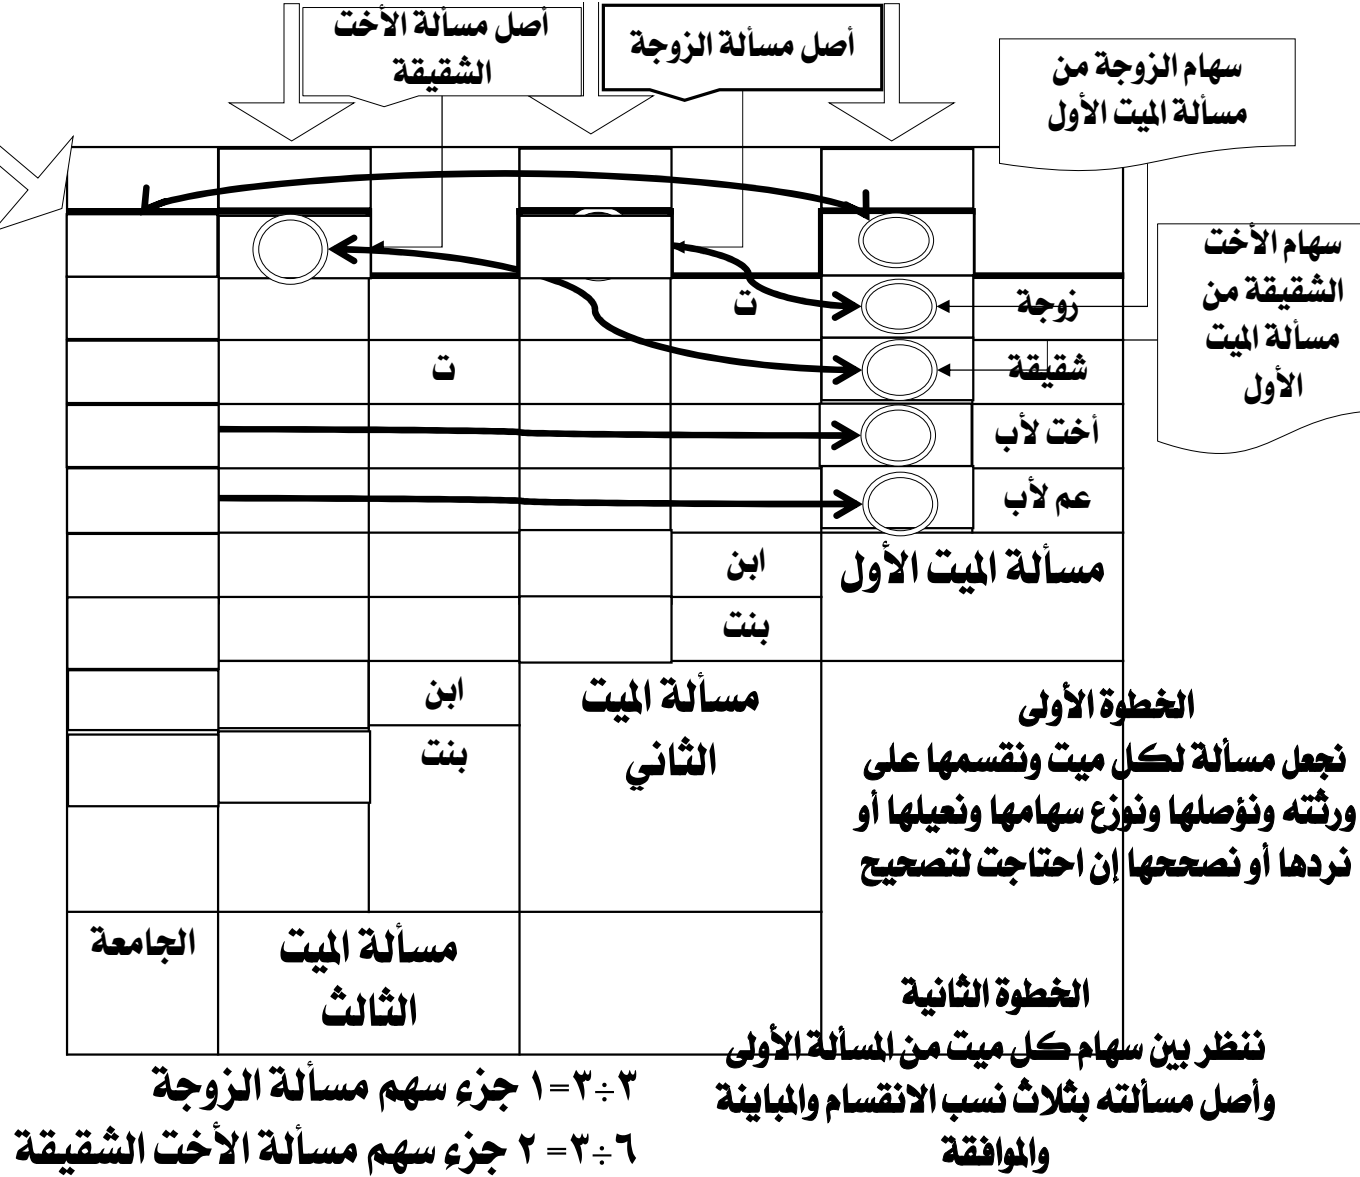 أصل مسألة الأخت
الشقيقة
أصل مسألة الزوجة
سهام الزوجة من
مسألة الميت الأول
سهام الأخت
الشقيقة من
مسألة الميت
الأول
زوجة
ت
شقيقة
ت
أخت لأب
عم لأب
ابن
مسألة الميت الأول
بنت
ابن
بنت
مسألة الميت
الثاني
الخطوة الأولى
نجعل مسألة لكل ميت ونقسمها على
ورثته ونؤصلها ونوزع سهامها ونعيلها أو
نردها أو نصححها إن احتاجت لتصحيح
الجامعة
مسألة الميت
الثالث
الخطوة الثانية
ننظر بين سهام كل ميت من المسألة الأولى
وأصل مسألته بثلاث نسب الانقسام والمباينة
والموافقة
٣÷٣=١ جزء سهم مسألة الزوجة
٦÷٣= ٢ جزء سهم مسألة الأخت الشقيقة